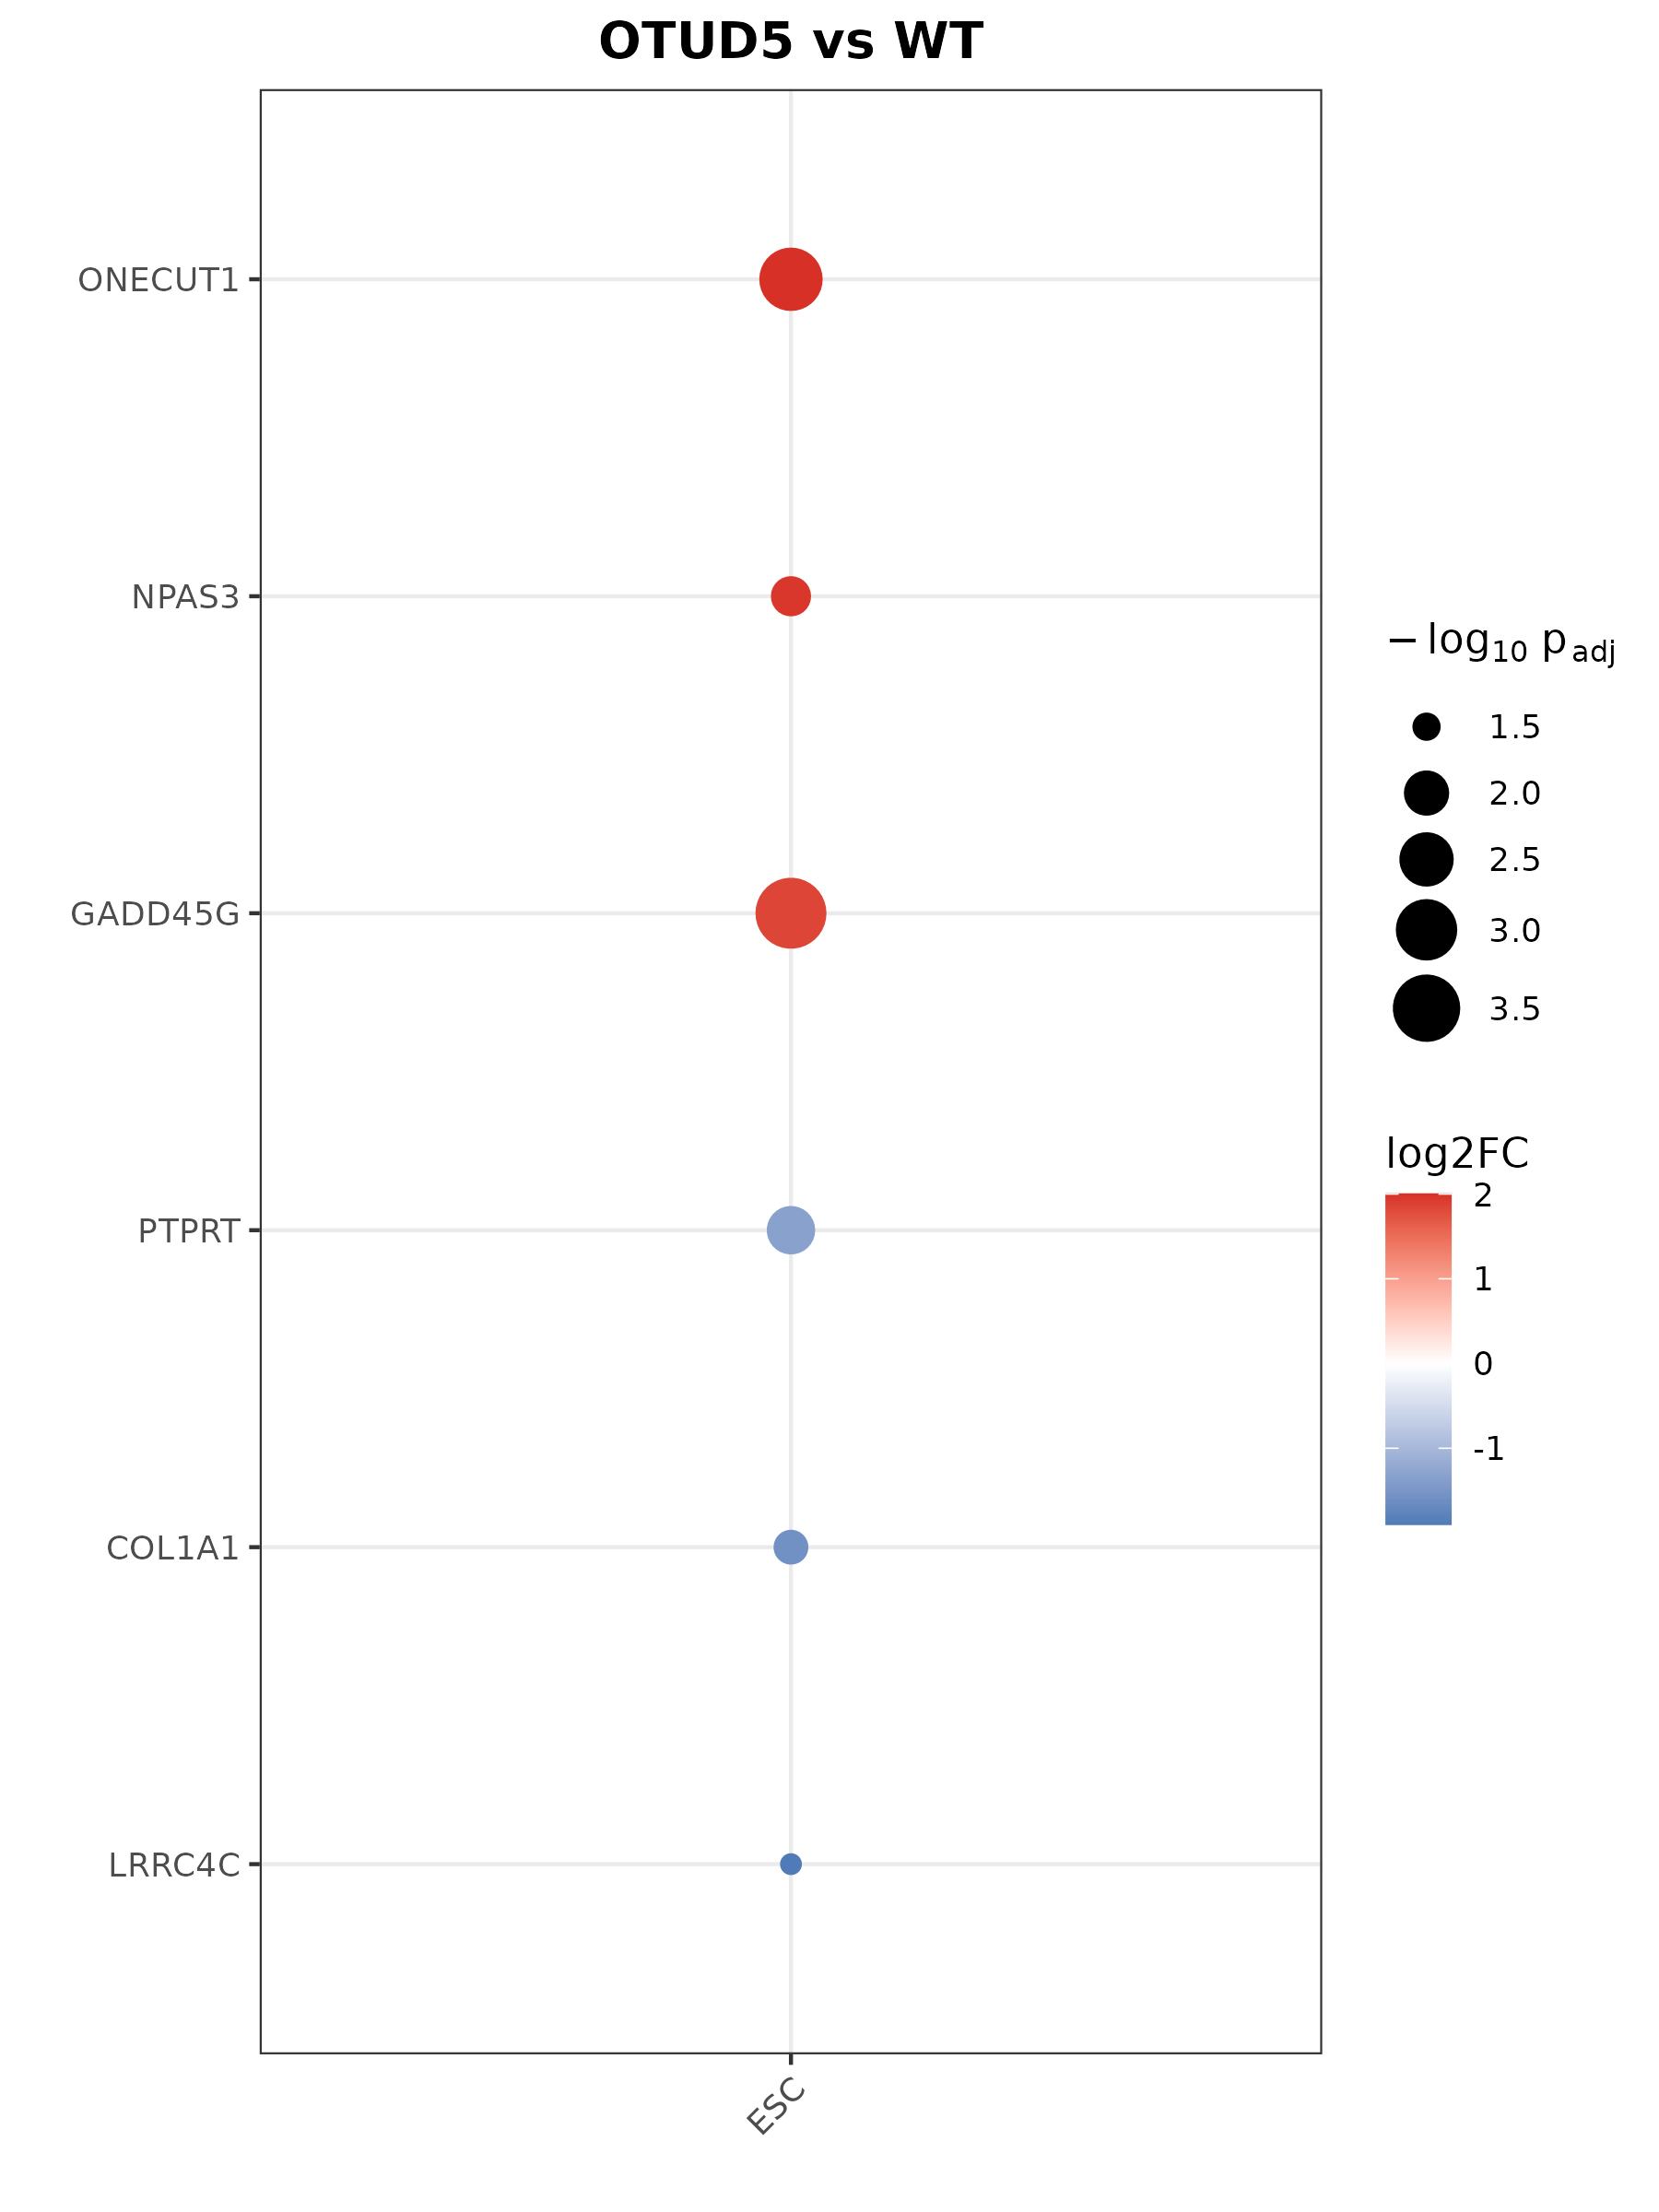 OTUD5 vs WT
ONECUT1
NPAS3
GADD45G
PTPRT
COL1A1
LRRC4C
ESC
− log10 padj
1.5
2.0
2.5
3.0
3.5
log2FC
2
1
0
-1